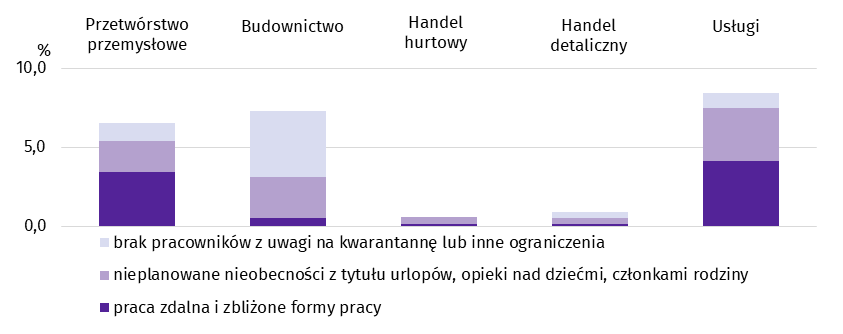 Przetwórstwo
przemysłowe
Budownictwo
Handel
hurtowy
Handel
detaliczny
Usługi
%
10,0
5,0
0,0
brak pracowników z uwagi na kwarantannę lub inne ograniczenia
nieplanowane nieobecności z tytułu urlopów, opieki nad dziećmi, członkami rodziny
praca zdalna i zbliżone formy pracy